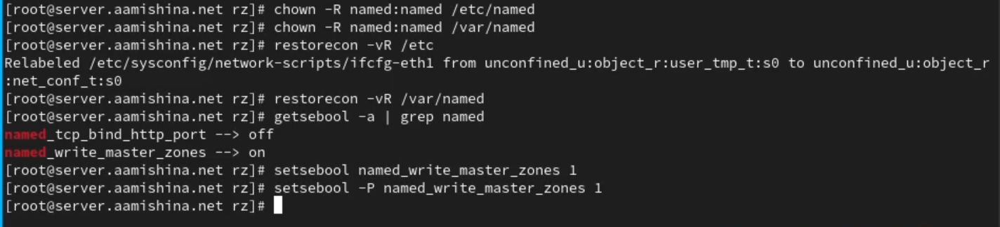 [root@server.aamishina.net rz]# chown -R named:named /etc/named
[root@server.aamishina.net rz]# chown -R named:named /var/named
[root@server.aamishina.net rz]# restorecon -vR /etc
Relabeled /etc/sysconfig/network-scripts/ifcfg-eth1 from unconfined_u:object_r:user_tmp_t:s0 to unconfined_u:object_r
:net_conf_t:s0
[root@server.aamishina.net rz]# restorecon -vR /var/named
[root@server.aamishina.net rz]# getsebool -a | grep named
named_tcp_bind_http_port --> off
named_write_master_zones --> on
[root@server.aamishina.net rz]# setsebool named_write_master_zones 1
[root@server.aamishina.net rz]# setsebool -P named_write_master_zones 1
[root@server.aamishina.net rz]#